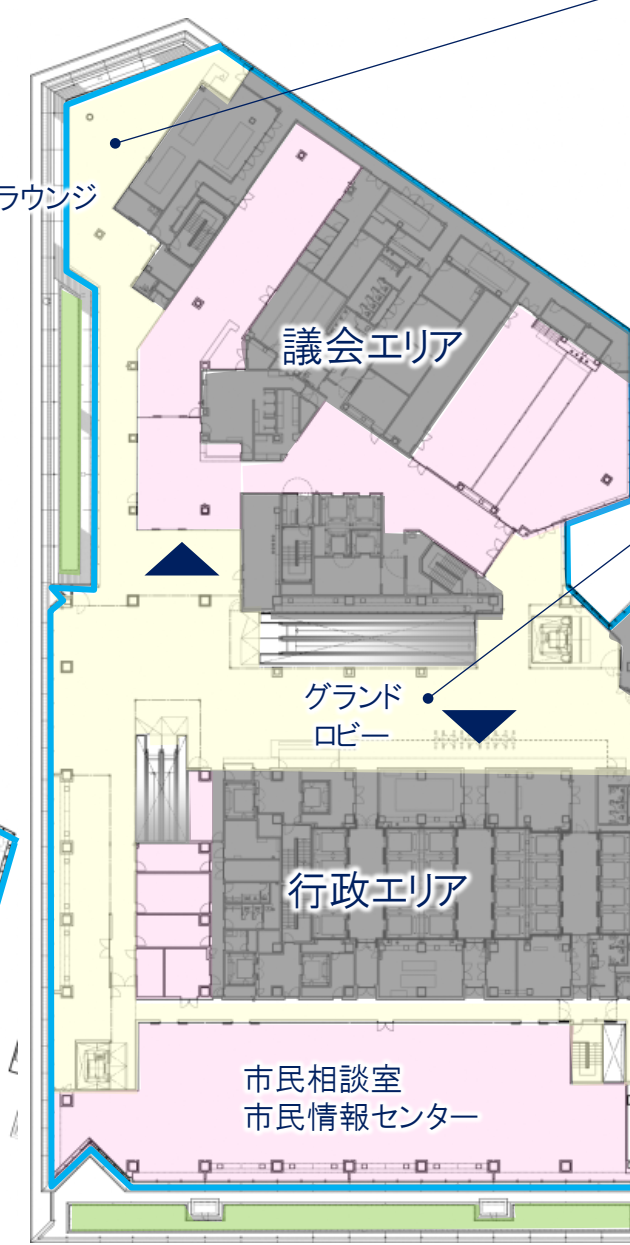 ラウンジ
議会エリア
グランド
ロビー
行政エリア
市民相談室
市民情報センター